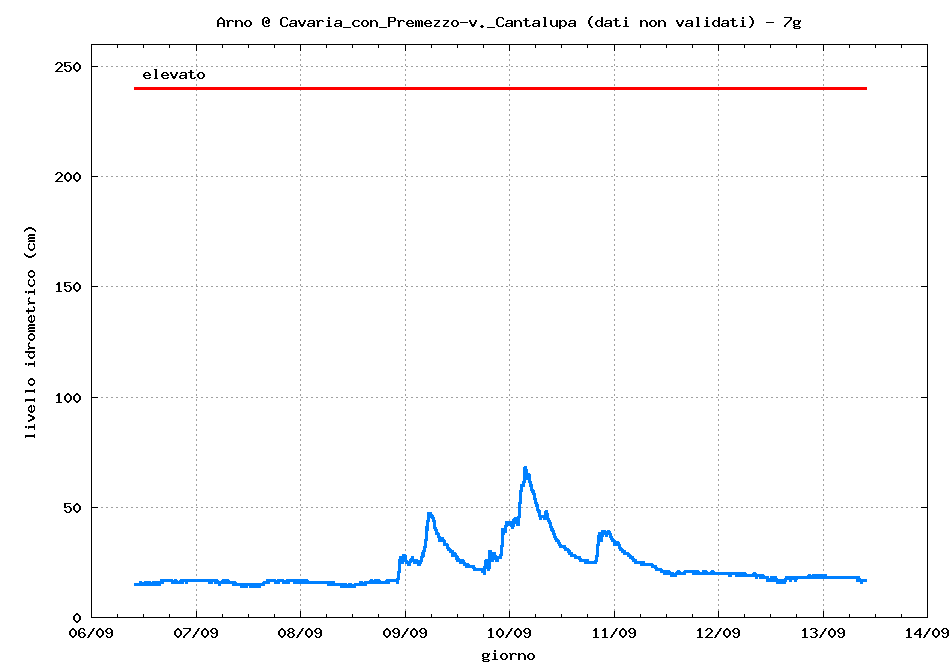 Arno @ Cavaria_con_Premezzo-v._Cantalupa (dati non validati) - 7g
elevato
250
200
150
100
50
0
livello idrometrico (cm)
06/09 07/09 08/09 09/09 10/09 11/09 12/09 13/09 14/09
giorno